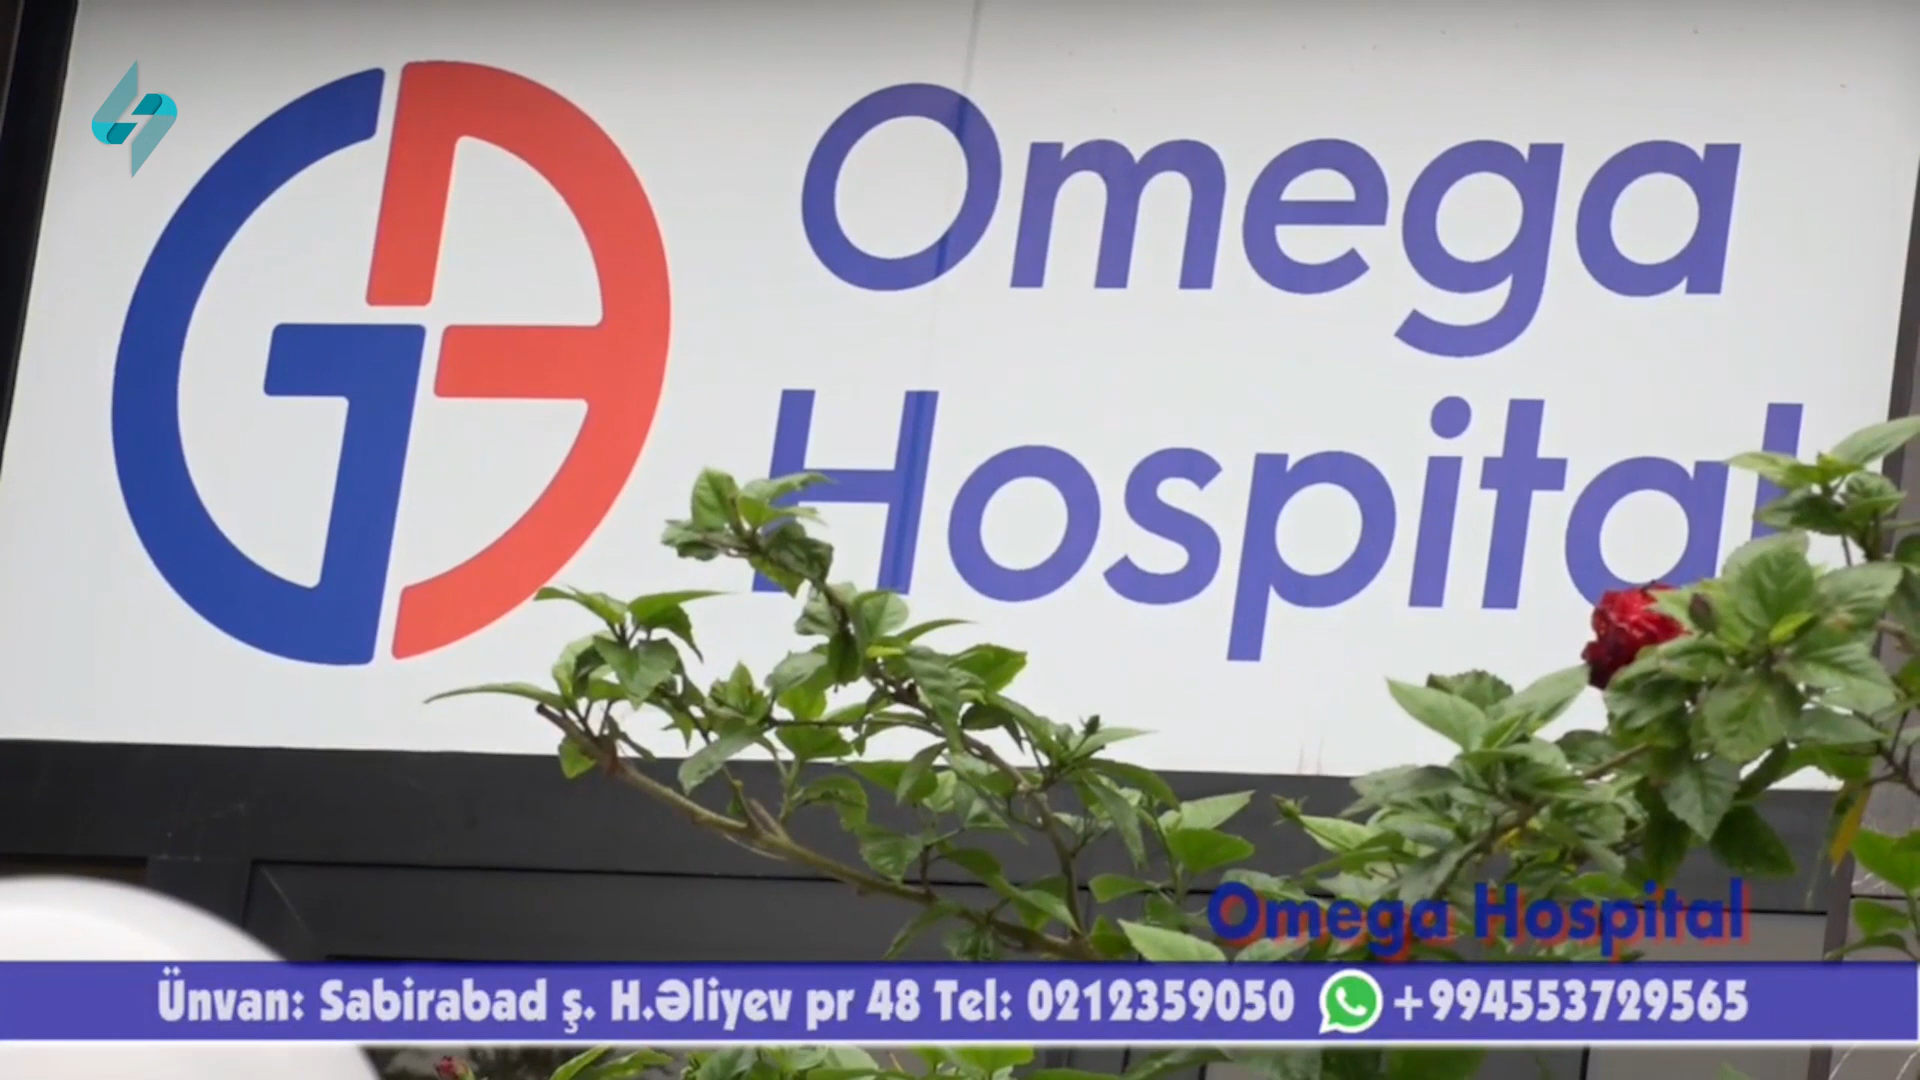 Omega
Hospital
Omega Hospital
Ünvan: Sabirabad ş. H.Əliyev pr 48 Tel: 0212359050 +994553729565